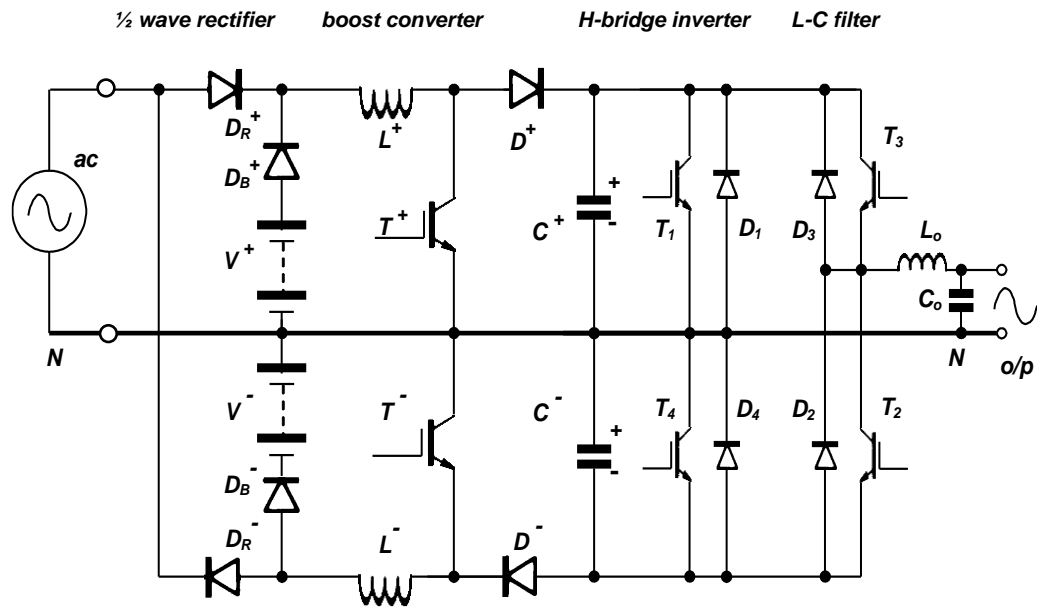 ½ wave rectifier boost converter H-bridge inverter L-C filter
D_R^+ L^+ D^+ T_3
ac
D_B^+
V^+ T^+ C^+ + - T_1 D_1 D_3 L_o
C_o
N N o/p
V^- T^- C^- + - T_4 D_4 D_2 T_2
D_B^-
D_R^- L^- D^-